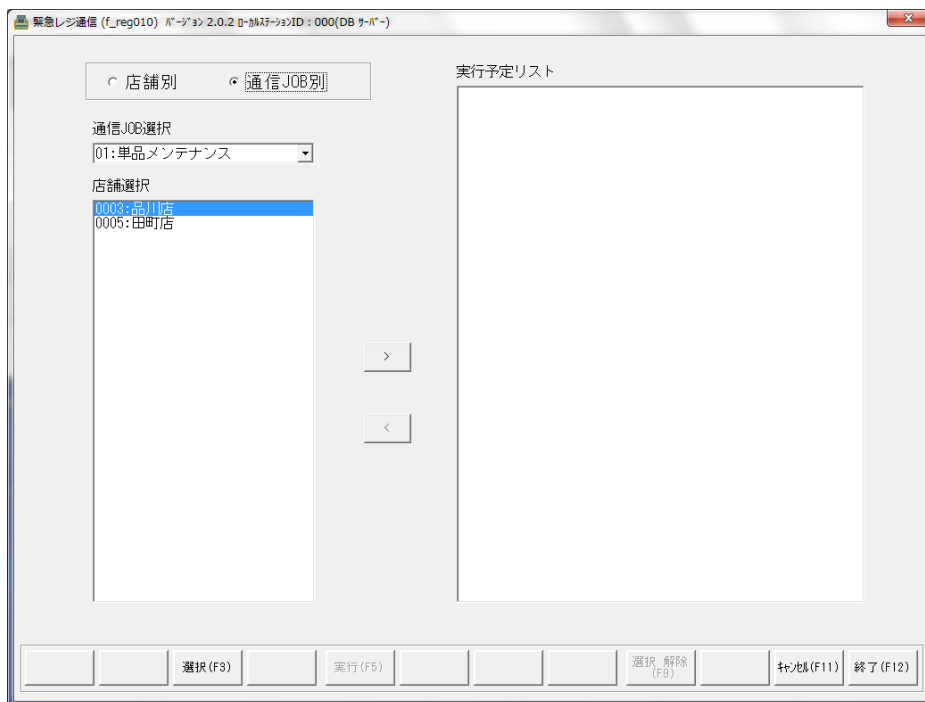 緊急レジ通信 (f_reg010) ﾊﾞｰｼﾞｮﾝ 2.0.2 ﾛｰｶﾙｽﾃｰｼｮﾝID : 000(DB ｻｰﾊﾞｰ)
店舗別 通信JOB別
実行予定リスト
通信JOB選択
01:単品メンテナンス
店舗選択
0003:品川店
0005:田町店
>
<
選択(F3) 実行(F5) 選択 解除 (F9) ｷｬﾝｾﾙ(F11) 終了(F12)